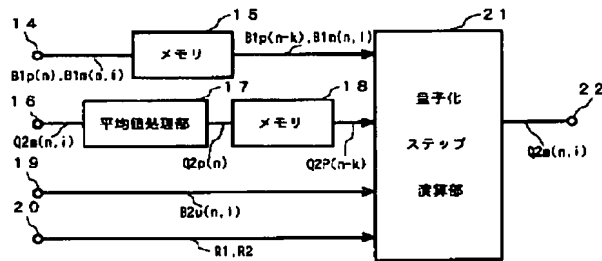 14
15
21
メモリ
B1p(n),B1m(n,i)
B1p(n-k),B1m(n,i)
16
17
18
平均値処理部
メモリ
Q2m(n,i)
Q2p(n)
Q2P(n-k)
量子化
ステップ
演算部
22
Q2m(n,i)
19
B2u(n,i)
20
R1,R2